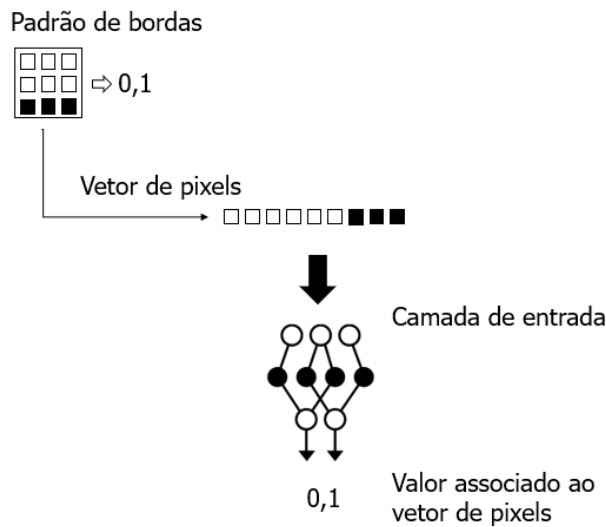 Padrão de bordas
0,1
Vetor de pixels
Camada de entrada
0,1
Valor associado ao
vetor de pixels